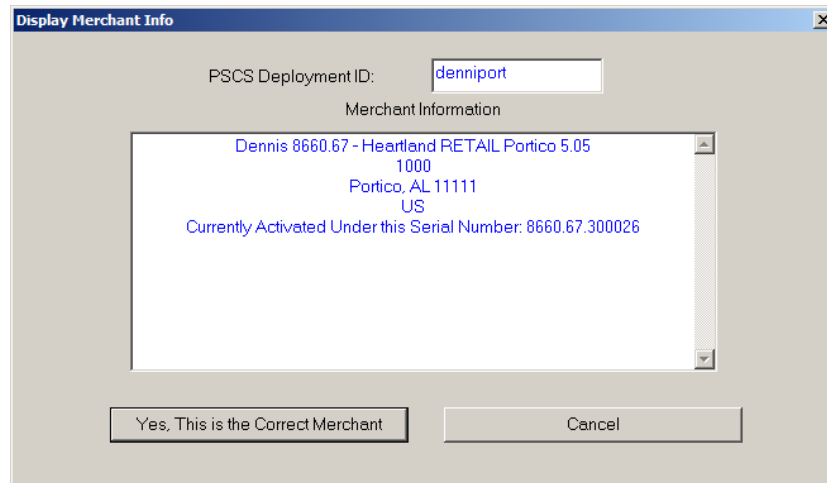 Display Merchant Info
PSCS Deployment ID: denniport
Merchant Information
Dennis 8660.67 - Heartland RETAIL Portico 5.05
1000
Portico, AL 11111
US
Currently Activated Under this Serial Number: 8660.67.300026
Yes, This is the Correct Merchant Cancel